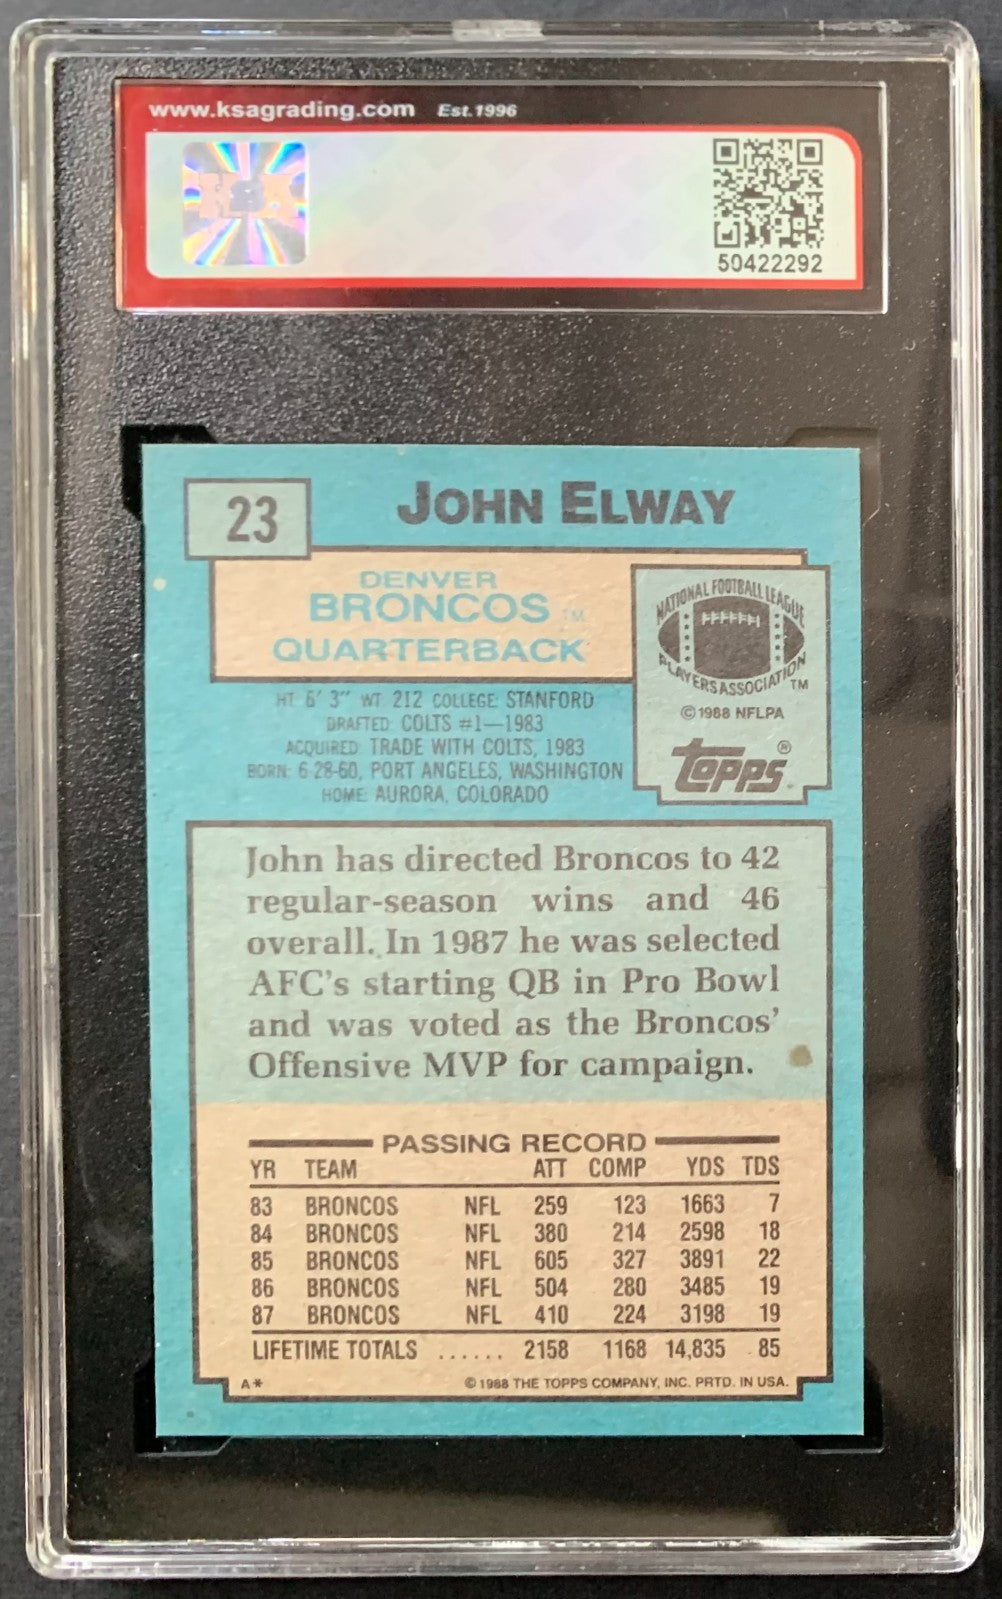 www.ksagrading.com Est.1996
KSA
50422292
23
JOHN ELWAY
DENVER
BRONCOS TM
QUARTERBACK
NATIONAL FOOTBALL LEAGUE
PLAYERS ASSOCIATION TM
© 1988 NFLPA
topps®
HT 6' 3" WT 212 COLLEGE: STANFORD
DRAFTED: COLTS #1—1983
ACQUIRED: TRADE WITH COLTS, 1983
BORN: 6-28-60, PORT ANGELES, WASHINGTON
HOME: AURORA, COLORADO
John has directed Broncos to 42
regular-season wins and 46
overall. In 1987 he was selected
AFC's starting QB in Pro Bowl
and was voted as the Broncos'
Offensive MVP for campaign.
PASSING RECORD
YR TEAM ATT COMP YDS TDS
83 BRONCOS NFL 259 123 1663 7
84 BRONCOS NFL 380 214 2598 18
85 BRONCOS NFL 605 327 3891 22
86 BRONCOS NFL 504 280 3485 19
87 BRONCOS NFL 410 224 3198 19
LIFETIME TOTALS ...... 2158 1168 14,835 85
A* © 1988 THE TOPPS COMPANY, INC. PRTD. IN USA.